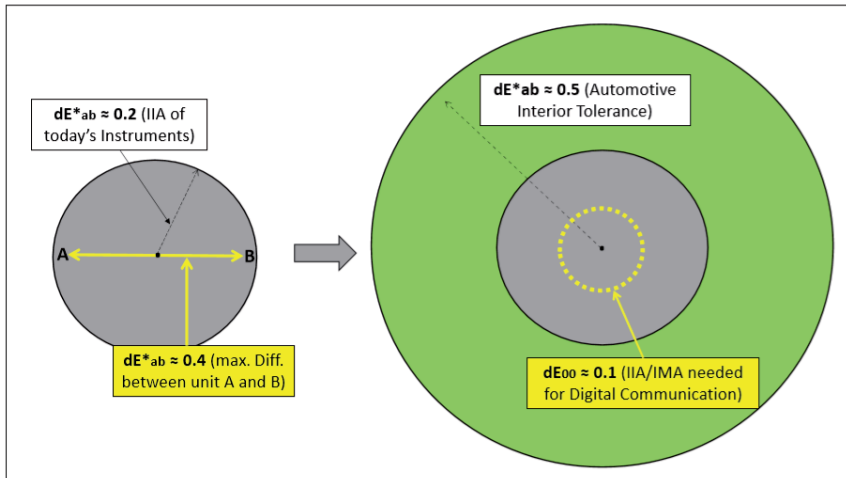 dE*ab ≈ 0.2 (IIA of
today's Instruments)
A
B
dE*ab ≈ 0.4 (max. Diff.
between unit A and B)
dE*ab ≈ 0.5 (Automotive
Interior Tolerance)
dE00 ≈ 0.1 (IIA/IMA needed
for Digital Communication)